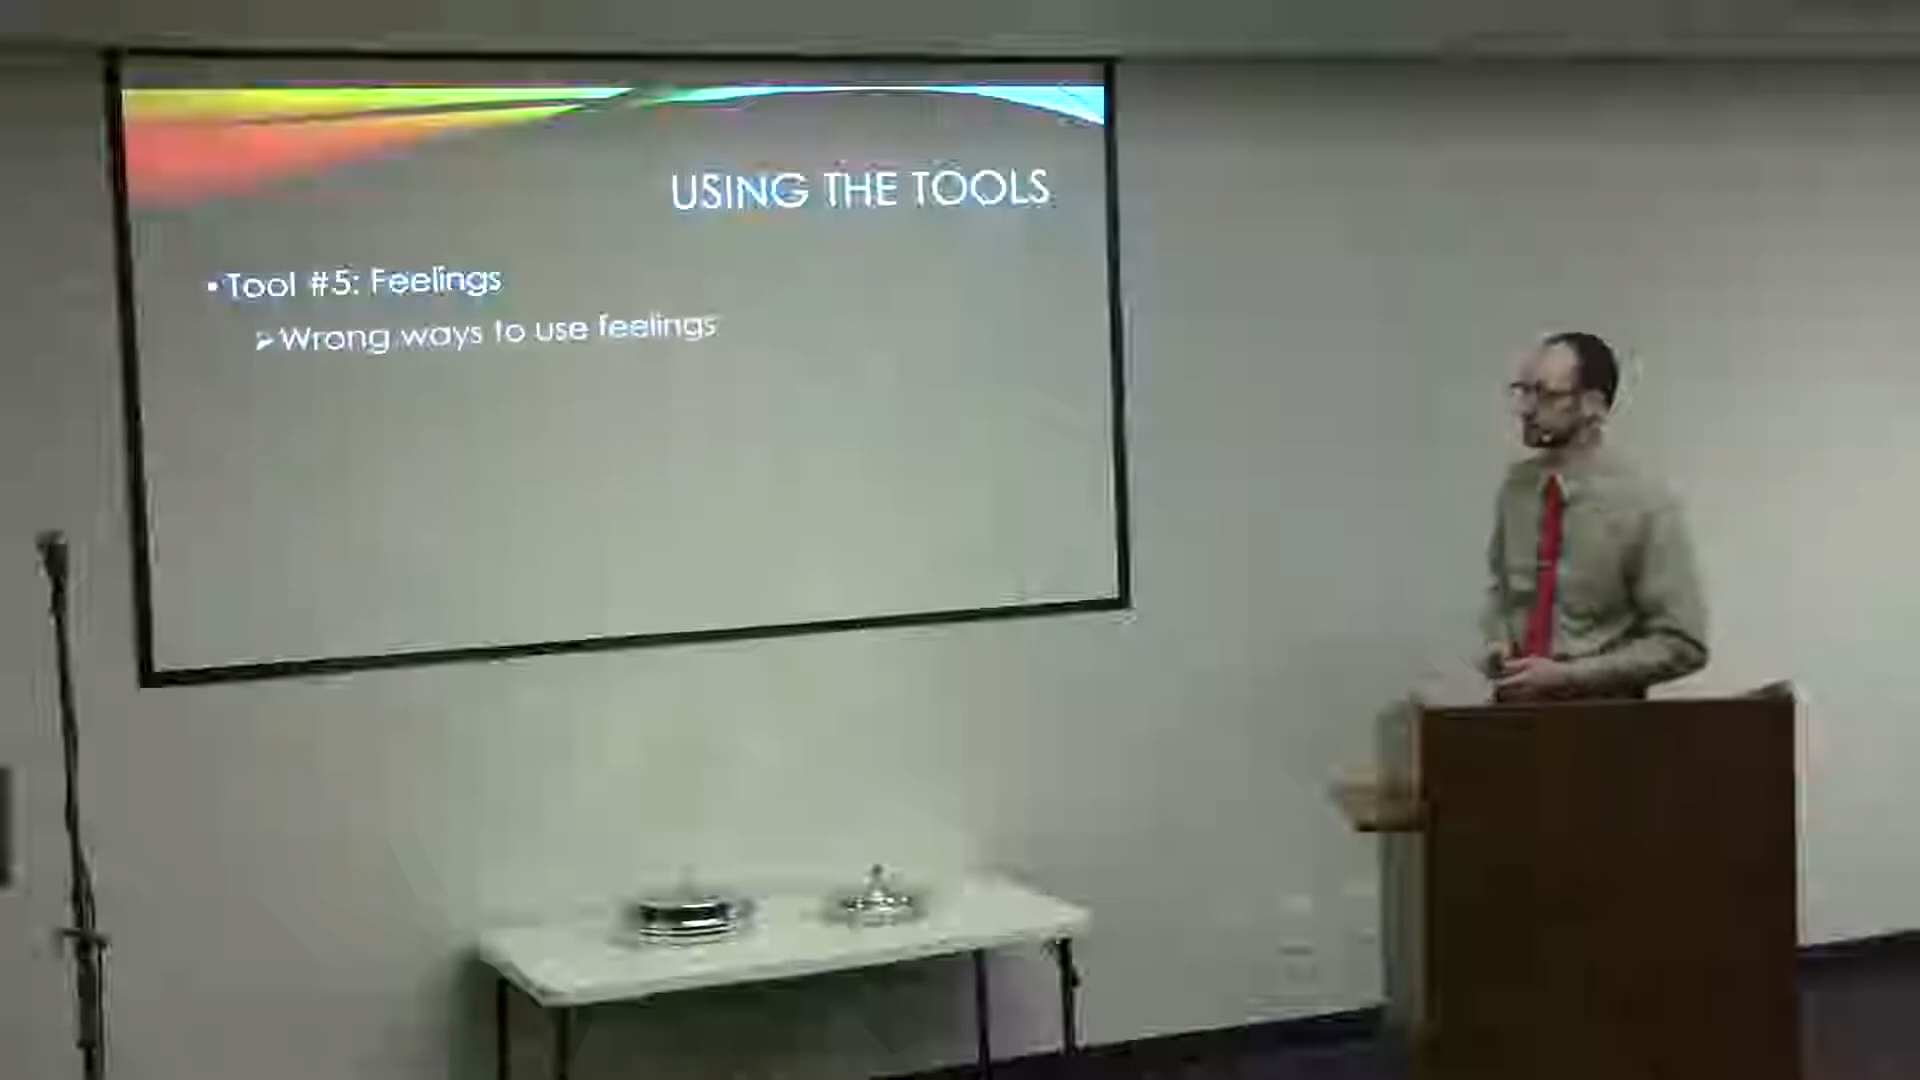 USING THE TOOLS
▪ Tool #5: Feelings
➢ Wrong ways to use feelings